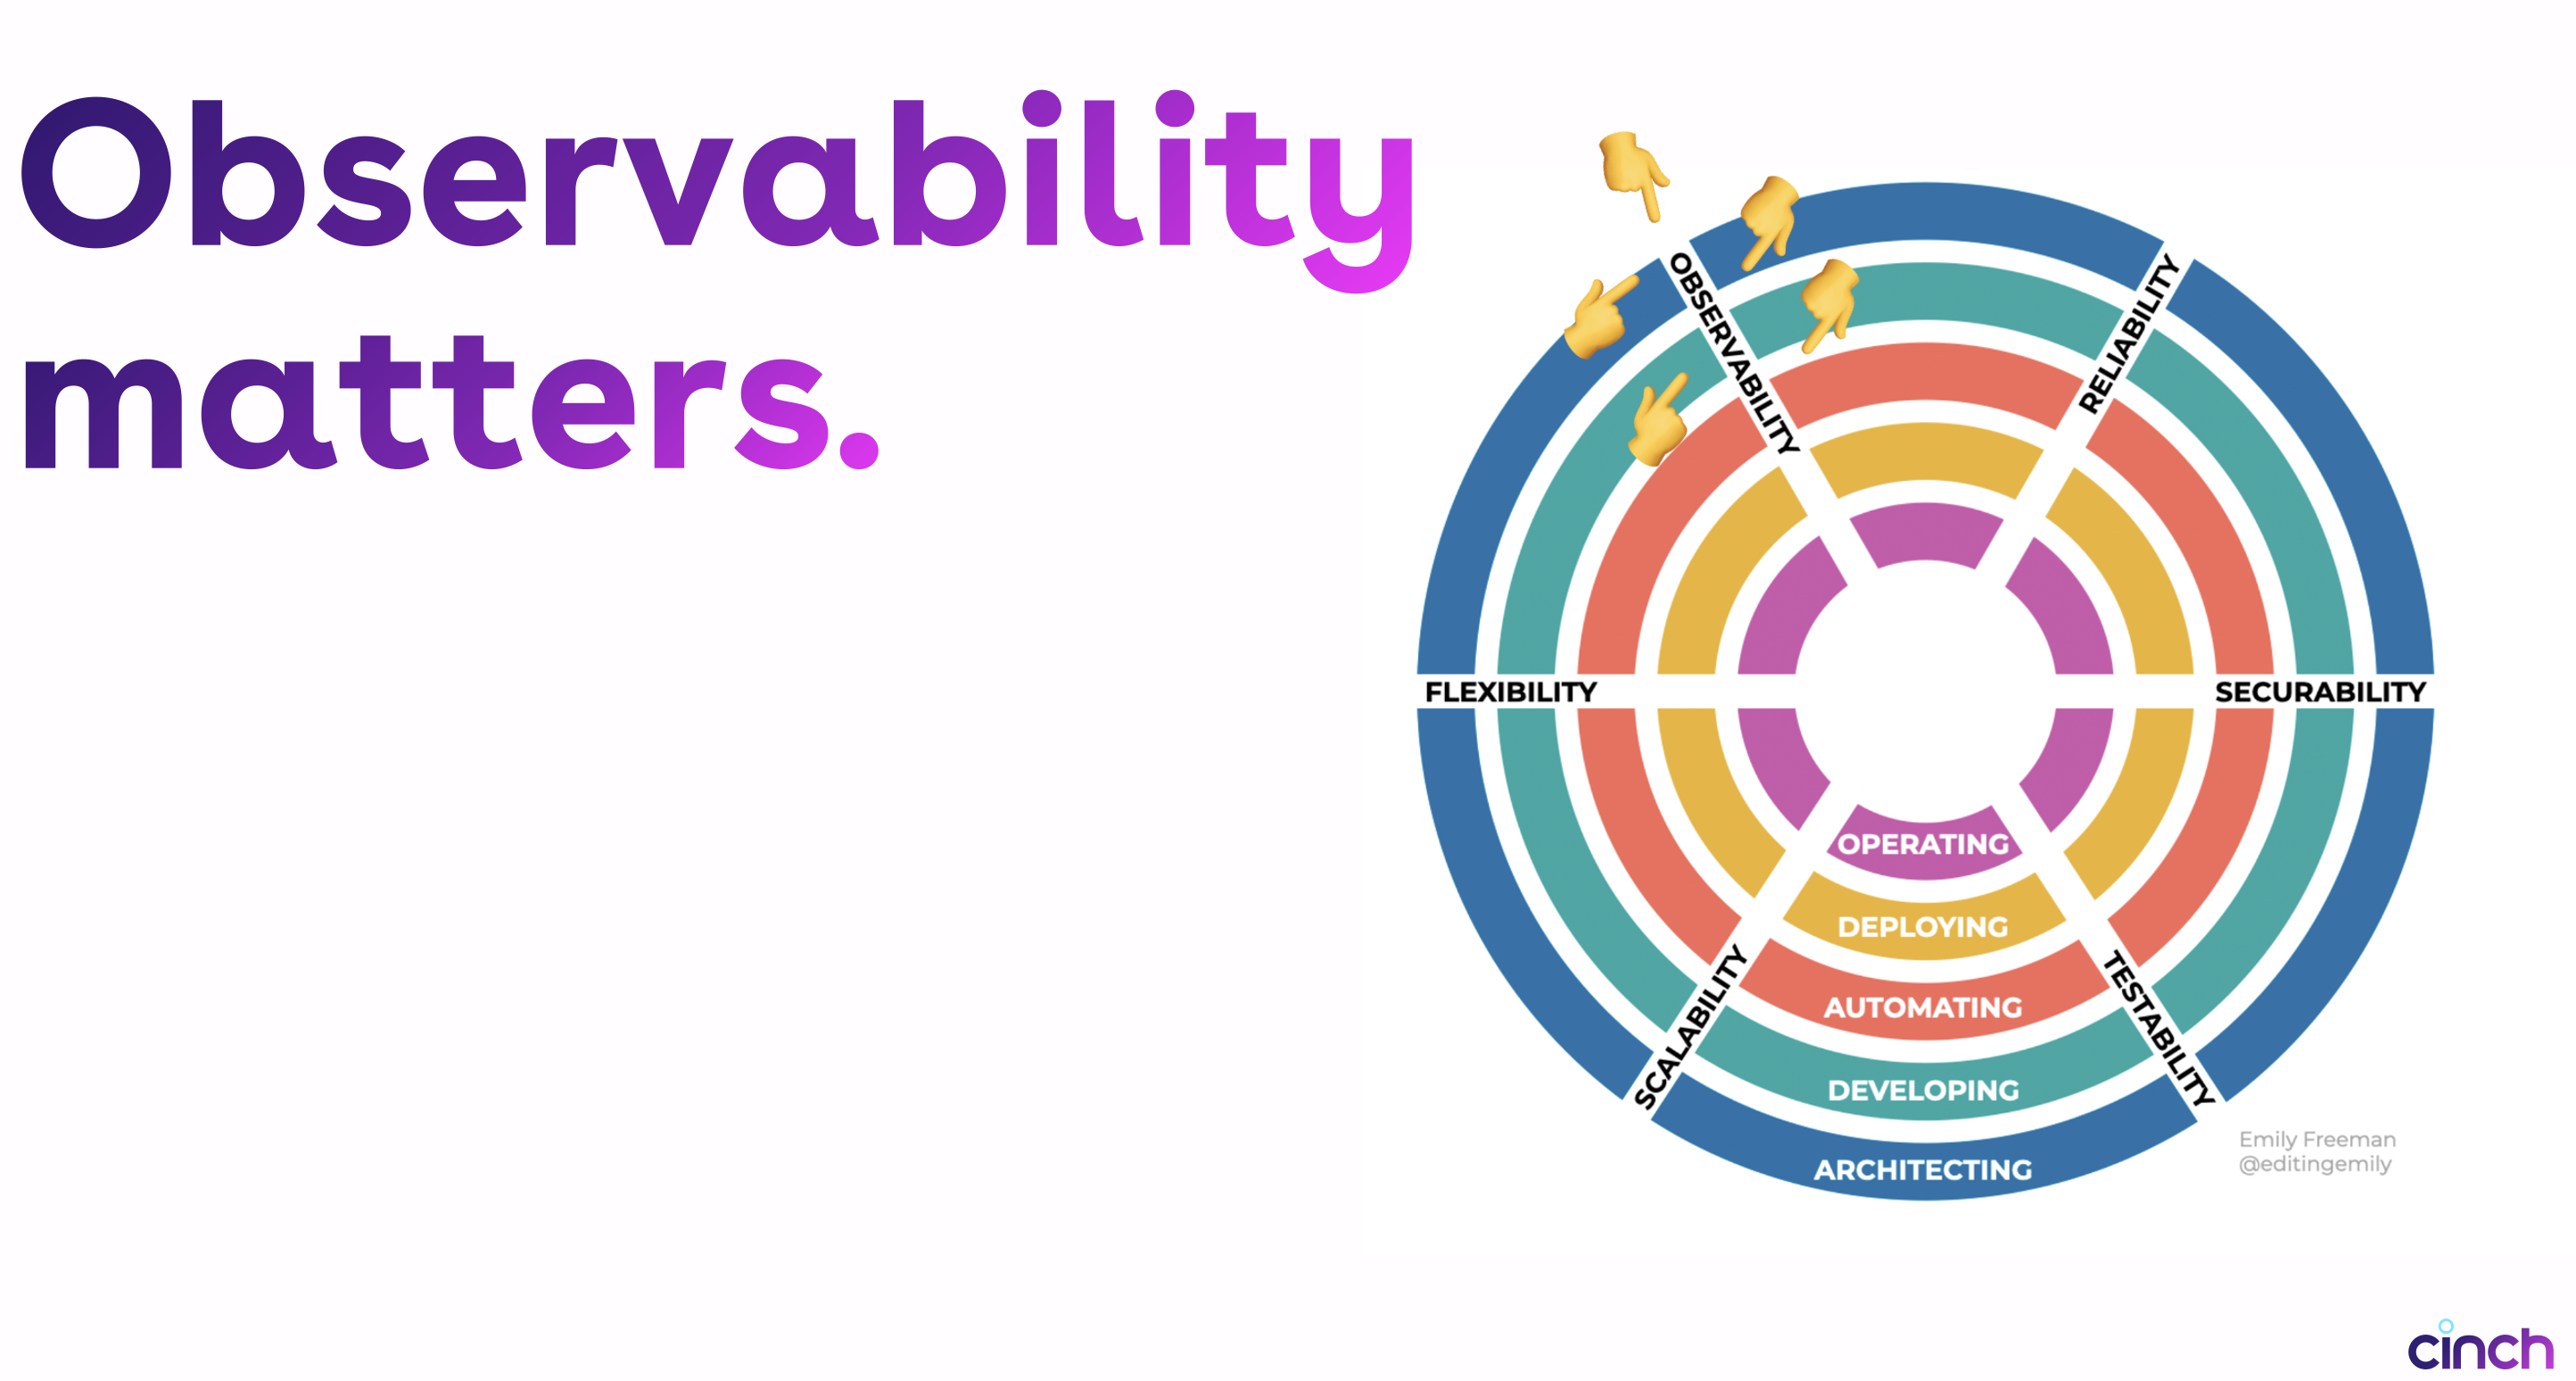 Observability
matters.
OBSERVABILITY
RELIABILITY
FLEXIBILITY
SECURABILITY
OPERATING
DEPLOYING
AUTOMATING
DEVELOPING
ARCHITECTING
SCALABILITY
TESTABILITY
Emily Freeman
@editingemily
cinch